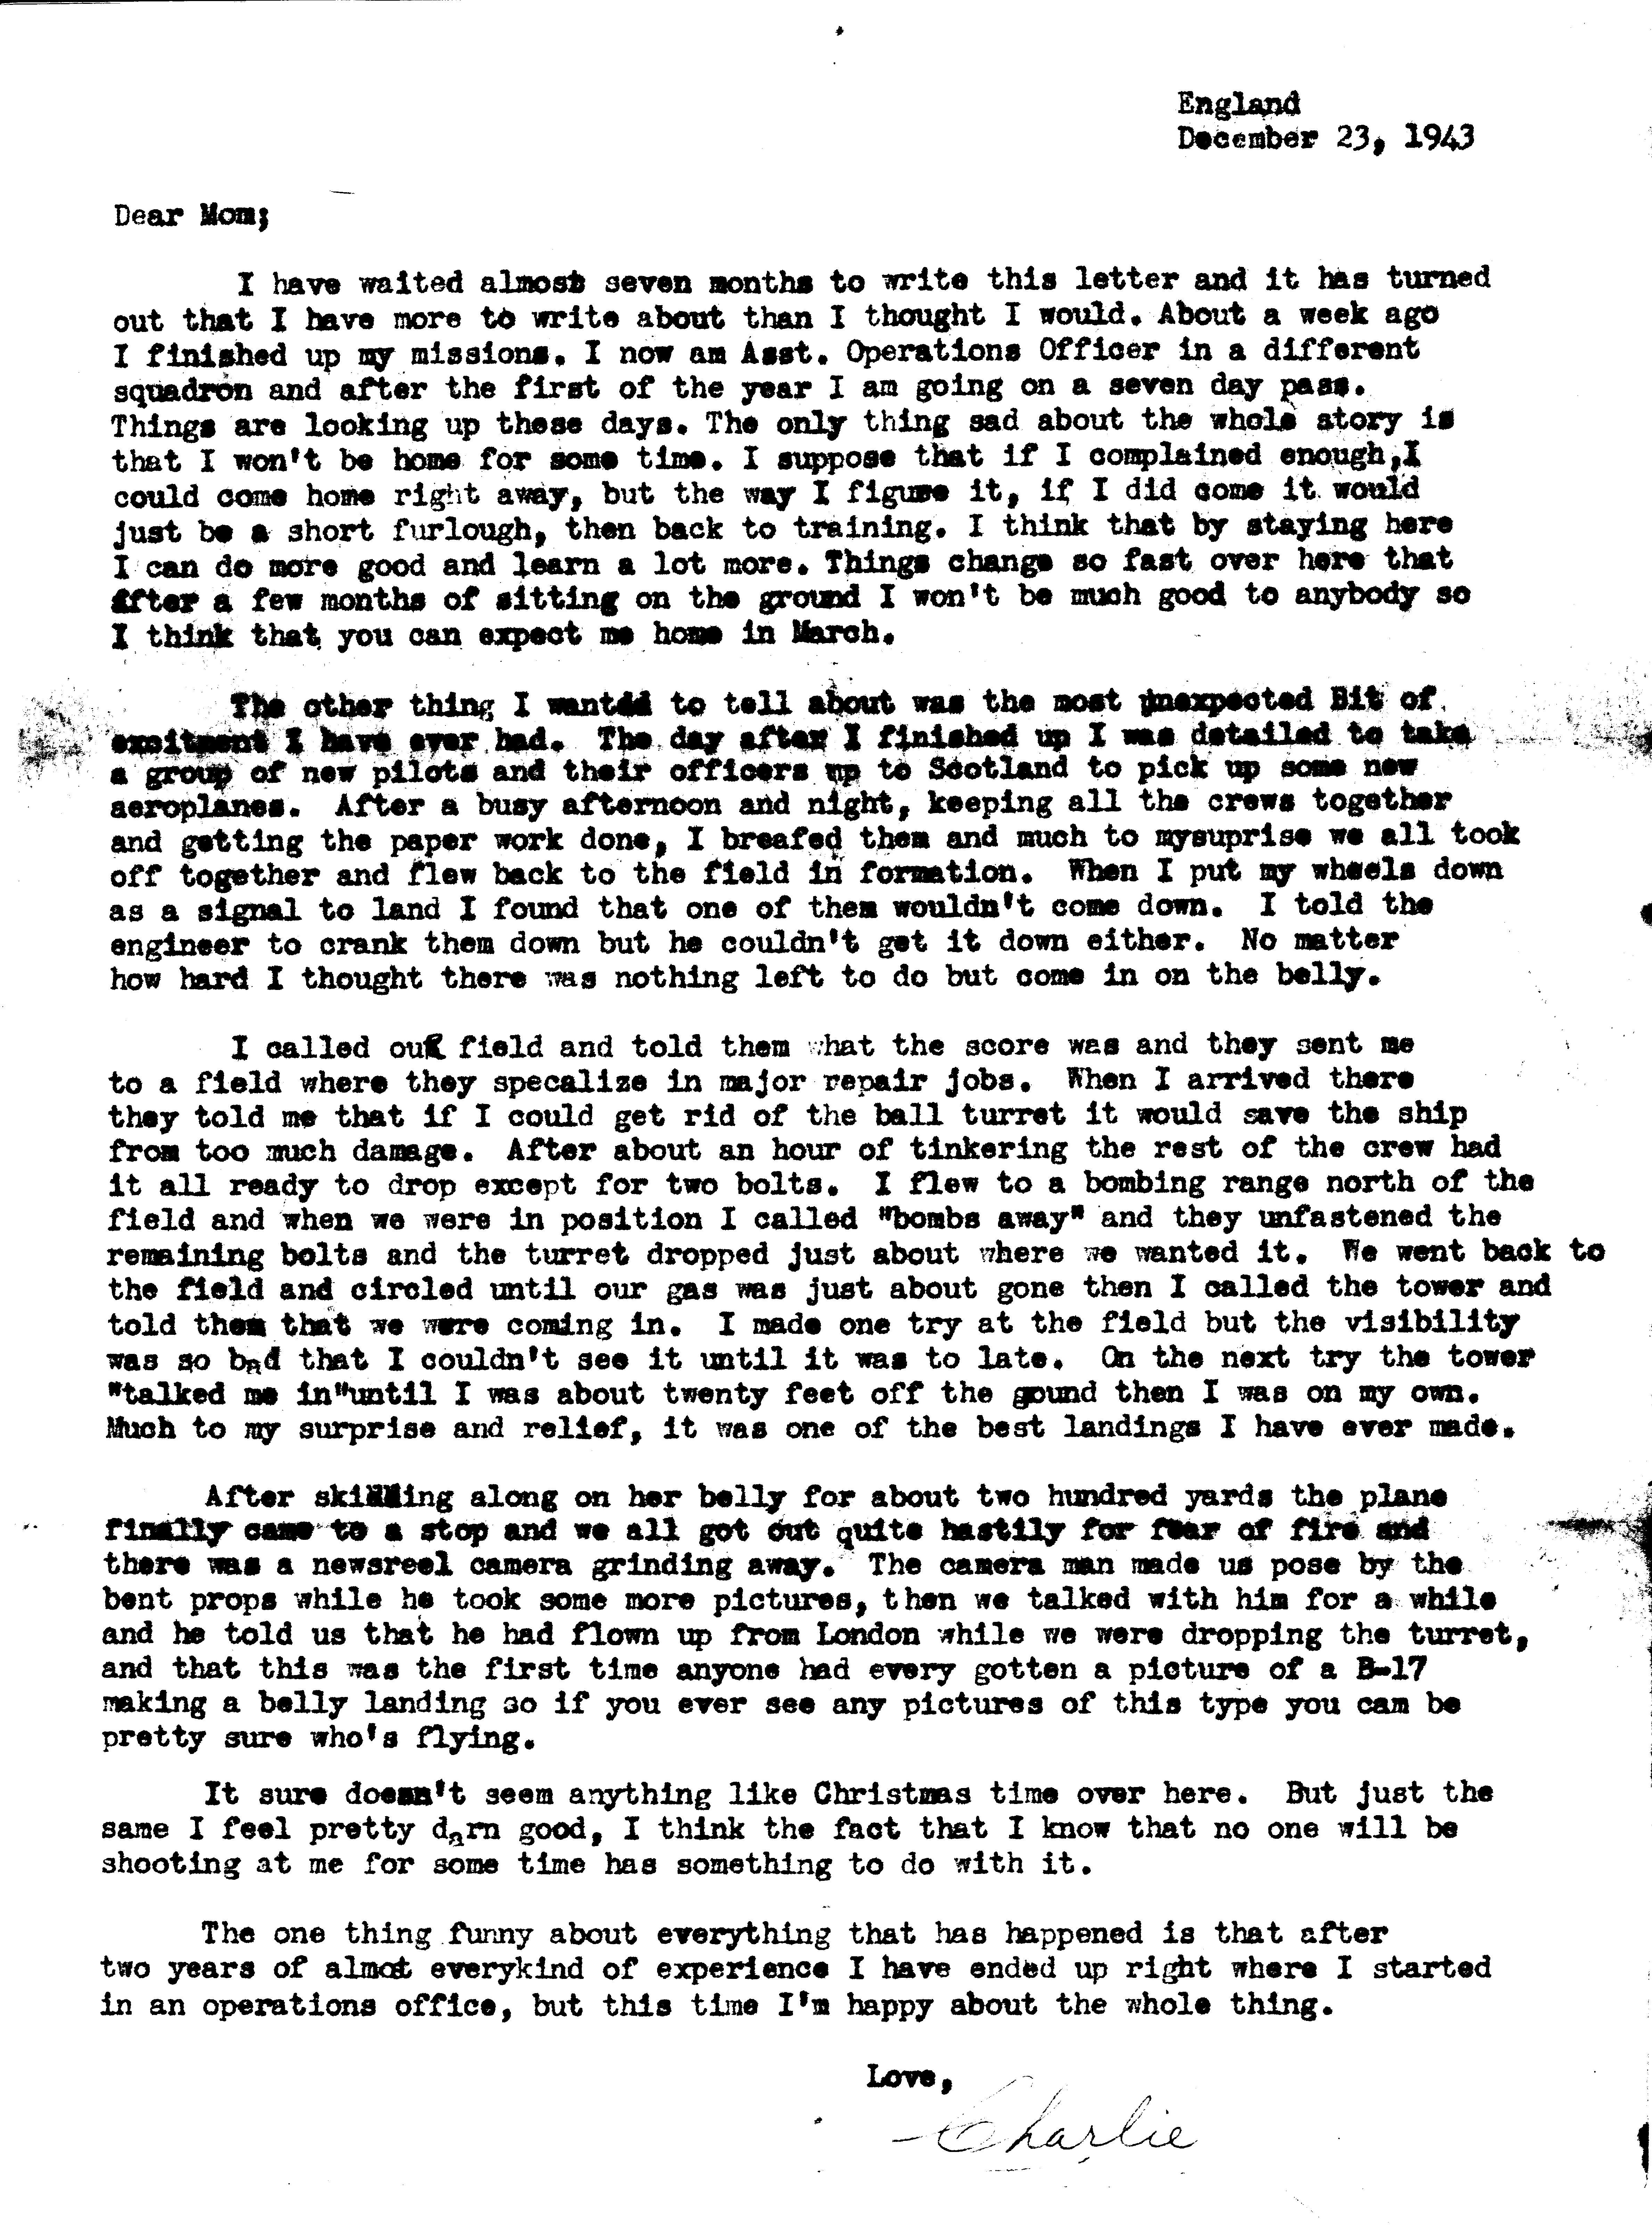 England
December 23, 1943
Dear Mom;
I have waited almost seven months to write this letter and it has turned
out that I have more to write about than I thought I would. About a week ago
I finished up my missions. I now am Asst. Operations Officer in a different
squadron and after the first of the year I am going on a seven day pass.
Things are looking up these days. The only thing sad about the whole story is
that I won't be home for some time. I suppose that if I complained enough,I
could come home right away, but the way I figure it, if I did come it would
just be a short furlough, then back to training. I think that by staying here
I can do more good and learn a lot more. Things change so fast over here that
after a few months of sitting on the ground I won't be much good to anybody so
I think that you can expect me home in March.
The other thing I wanted to tell about was the most unexpected Bit of
excitment I have ever had. The day after I finished up I was detailed to take
a group of new pilots and their officers up to Scotland to pick up some new
aeroplanes. After a busy afternoon and night, keeping all the crews together
and getting the paper work done, I breafed them and much to mysuprise we all took
off together and flew back to the field in formation. When I put my wheels down
as a signal to land I found that one of them wouldn't come down. I told the
engineer to crank them down but he couldn't get it down either. No matter
how hard I thought there was nothing left to do but come in on the belly.
I called our field and told them what the score was and they sent me
to a field where they specalize in major repair jobs. When I arrived there
they told me that if I could get rid of the ball turret it would save the ship
from too much damage. After about an hour of tinkering the rest of the crew had
it all ready to drop except for two bolts. I flew to a bombing range north of the
field and when we were in position I called "bombs away" and they unfastened the
remaining bolts and the turret dropped just about where we wanted it. We went back to
the field and circled until our gas was just about gone then I called the tower and
told them that we were coming in. I made one try at the field but the visibility
was so bad that I couldn't see it until it was to late. On the next try the tower
"talked me in"until I was about twenty feet off the gound then I was on my own.
Much to my surprise and relief, it was one of the best landings I have ever made.
After skidding along on her belly for about two hundred yards the plane
finally came to a stop and we all got out quite hastily for fear of fire and
there was a newsreel camera grinding away. The camera man made us pose by the
bent props while he took some more pictures, then we talked with him for a while
and he told us that he had flown up from London while we were dropping the turret,
and that this was the first time anyone had every gotten a picture of a B-17
making a belly landing so if you ever see any pictures of this type you cam be
pretty sure who's flying.
It sure doesn't seem anything like Christmas time over here. But just the
same I feel pretty darn good, I think the fact that I know that no one will be
shooting at me for some time has something to do with it.
The one thing funny about everything that has happened is that after
two years of almost everykind of experience I have ended up right where I started
in an operations office, but this time I'm happy about the whole thing.
Love,
Charlie